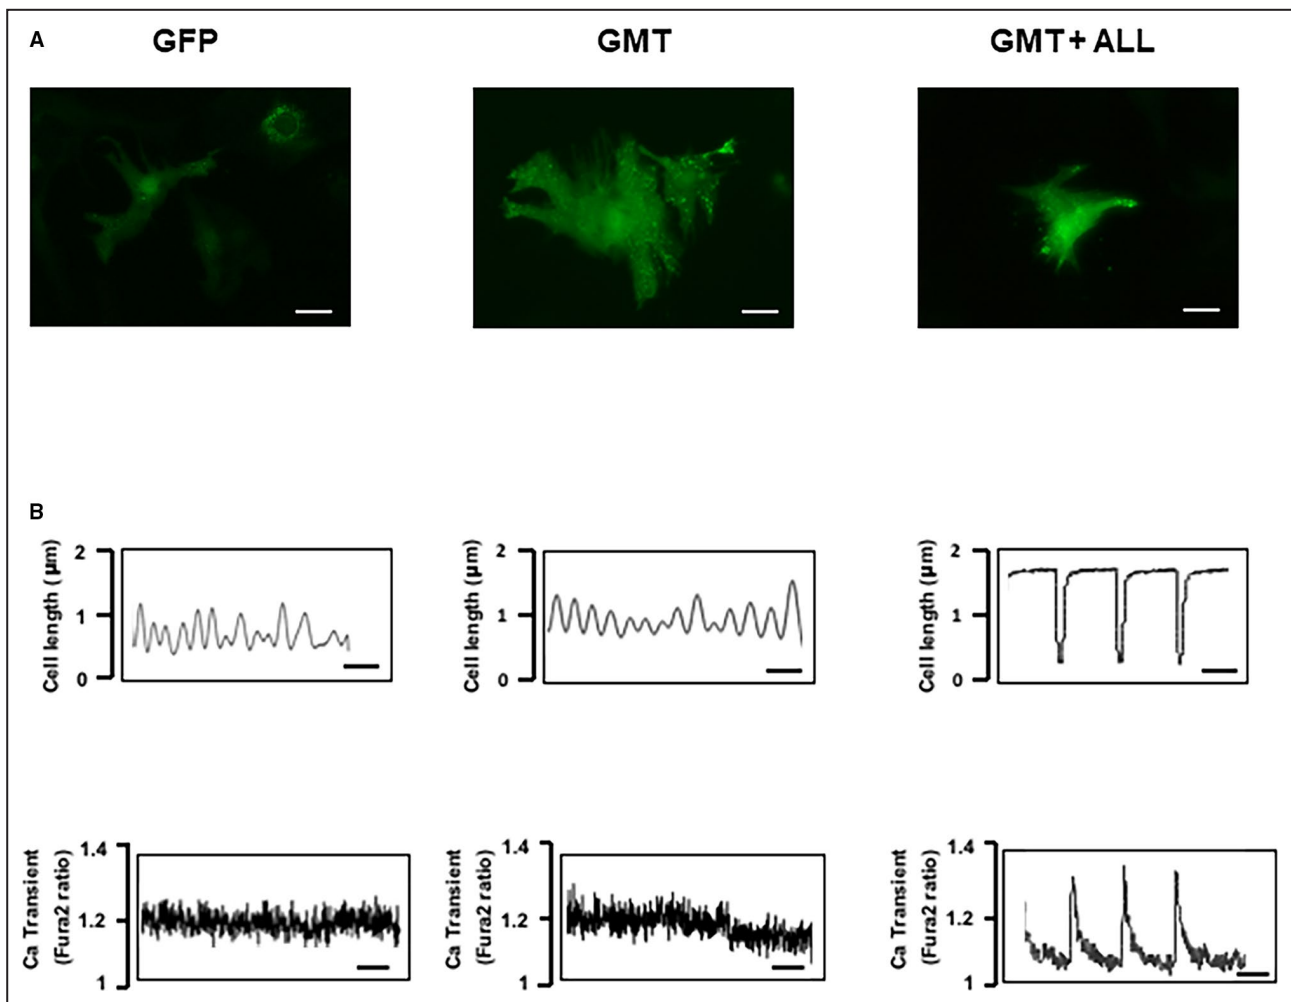 A
GFP
GMT
GMT + ALL
B
Cell length (µm)
2
1
0
Cell length (µm)
2
1
0
Cell length (µm)
2
1
0
Ca Transient
(Fura2 ratio)
1.4
1.2
1
Ca Transient
(Fura2 ratio)
1.4
1.2
1
Ca Transient
(Fura2 ratio)
1.4
1.2
1